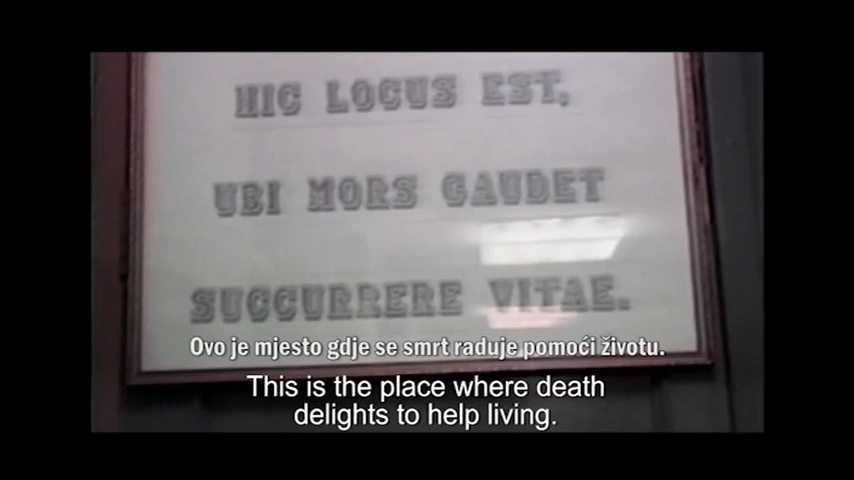 HIC LOCUS EST,
UBI MORS GAUDET
SUCCURRERE VITAE.
Ovo je mjesto gdje se smrt raduje pomoći životu.
This is the place where death
delights to help living.